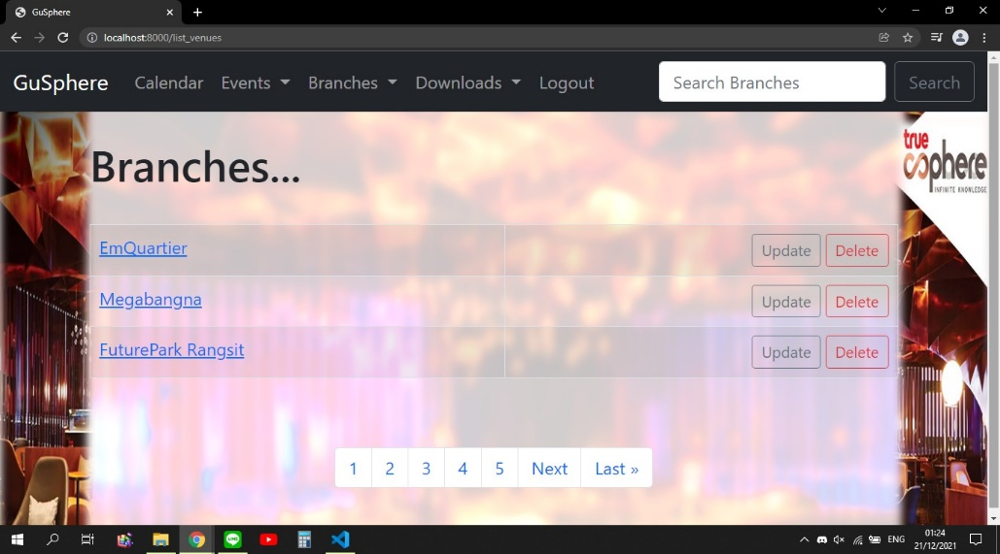 GuSphere
localhost:8000/list_venues
GuSphere Calendar Events Branches Downloads Logout Search Branches Search
true sphere
INFINITE KNOWLEDGE
Branches...
EmQuartier Update Delete
Megabangna Update Delete
FuturePark Rangsit Update Delete
1 2 3 4 5 Next Last »
LINE
ENG
01:24
21/12/2021